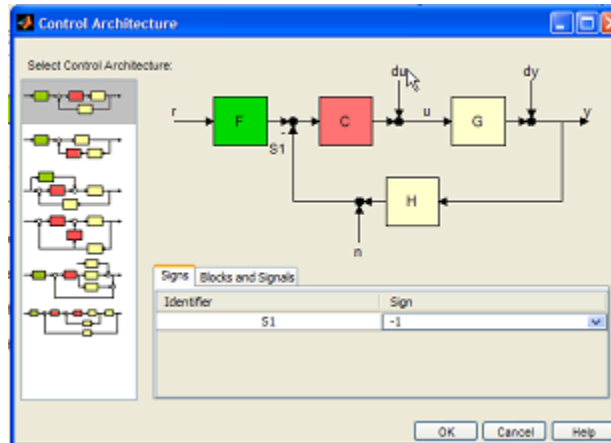 Control Architecture
Select Control Architecture:
du
dy
r
F
C
u
G
y
S1
H
n
Signs
Blocks and Signals
Identifier
Sign
S1
-1
OK
Cancel
Help